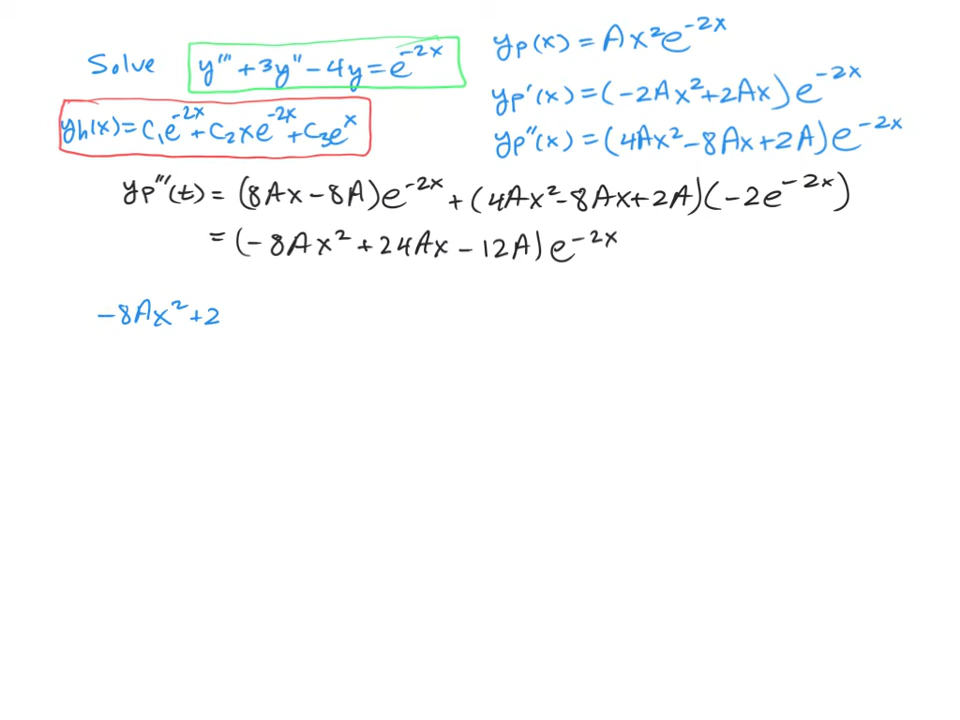 Solve y''' + 3y'' - 4y = e^{-2x}
yh(x) = C₁e^{-2x} + C₂xe^{-2x} + C₃e^{x}
yp(x) = Ax²e^{-2x}
yp'(x) = (-2Ax² + 2Ax)e^{-2x}
yp''(x) = (4Ax² - 8Ax + 2A)e^{-2x}
yp'''(t) = (8Ax - 8A)e^{-2x} + (4Ax² - 8Ax + 2A)(-2e^{-2x})
= (-8Ax² + 24Ax - 12A)e^{-2x}
-8Ax² + 2